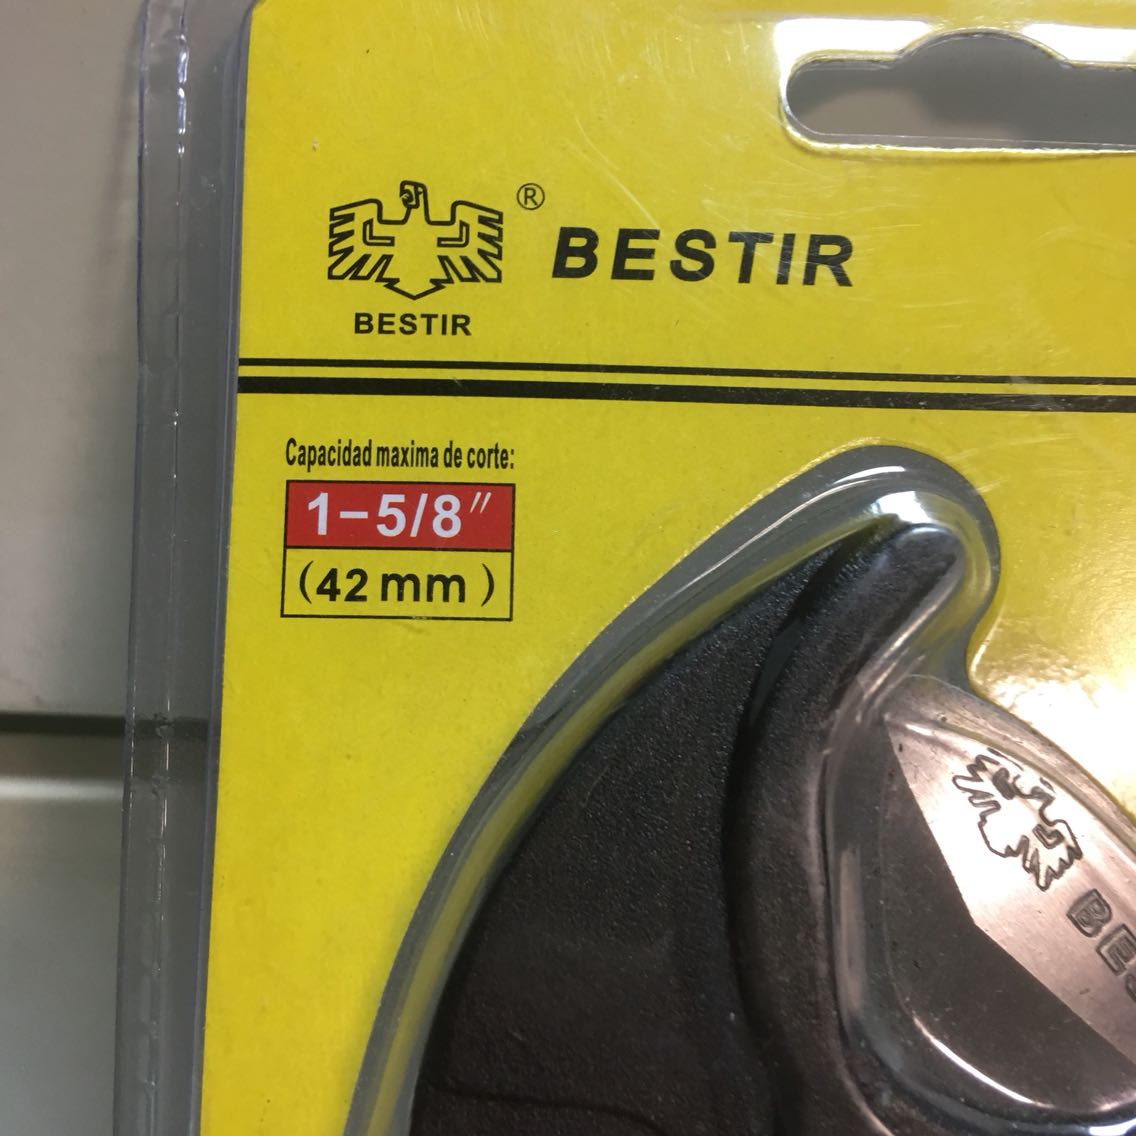 ®
BESTIR
BESTIR
Capacidad maxima de corte:
1-5/8"
(42 mm)